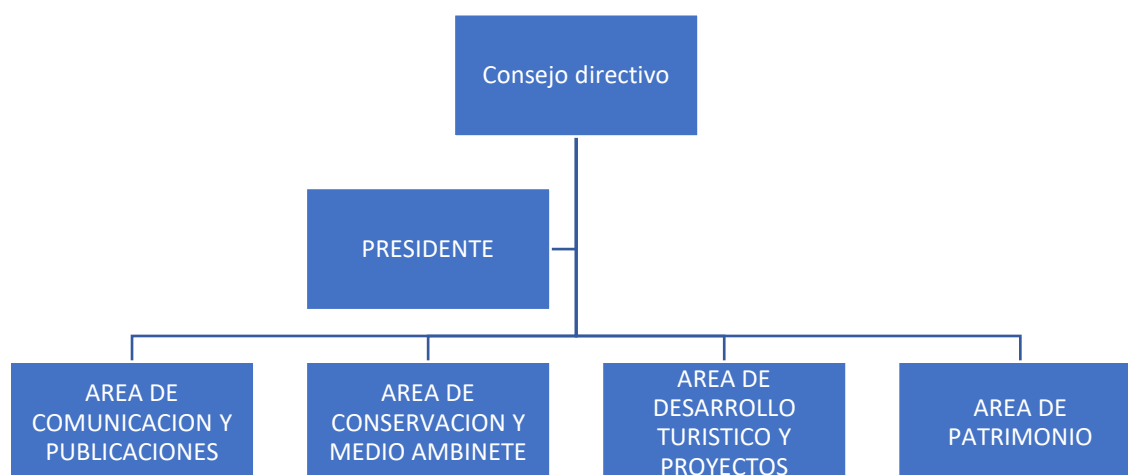 Consejo directivo
PRESIDENTE
AREA DE
COMUNICACION Y
PUBLICACIONES
AREA DE
CONSERVACION Y
MEDIO AMBINETE
AREA DE
DESARROLLO
TURISTICO Y
PROYECTOS
AREA DE
PATRIMONIO